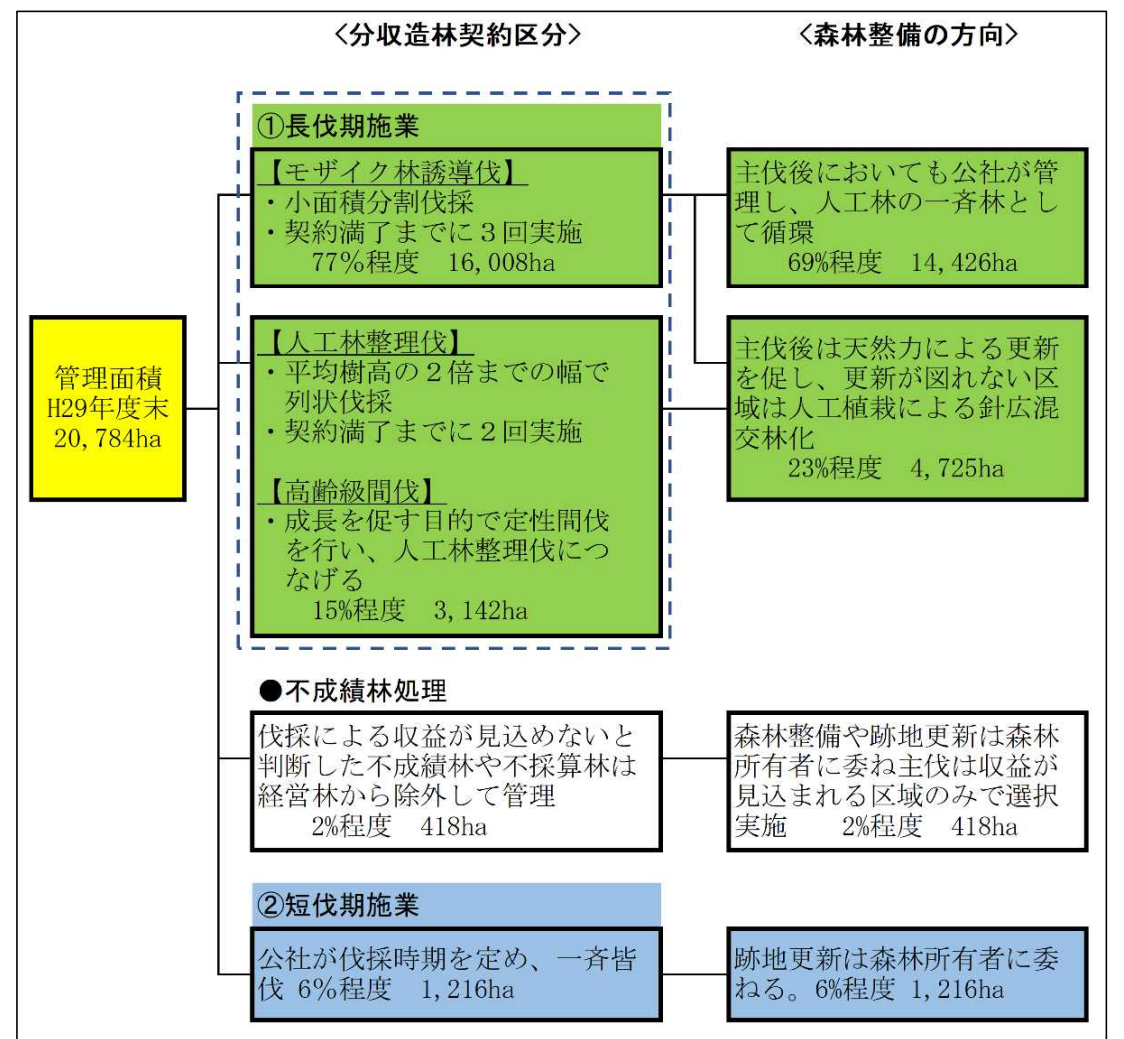 <分収造林契約区分>
<森林整備の方向>
管理面積
H29年度末
20,784ha
①長伐期施業
【モザイク林誘導伐】
・小面積分割伐採
・契約満了までに３回実施
77%程度 16,008ha
【人工林整理伐】
・平均樹高の２倍までの幅で
列状伐採
・契約満了までに２回実施
【高齢級間伐】
・成長を促す目的で定性間伐
を行い、人工林整理伐につ
なげる
15%程度 3,142ha
主伐後においても公社が管
理し、人工林の一斉林とし
て循環
69%程度 14,426ha
主伐後は天然力による更新
を促し、更新が図れない区
域は人工植栽による針広混
交林化
23%程度 4,725ha
●不成績林処理
伐採による収益が見込めないと
判断した不成績林や不採算林は
経営林から除外して管理
2%程度 418ha
森林整備や跡地更新は森林
所有者に委ね主伐は収益が
見込まれる区域のみで選択
実施 2%程度 418ha
②短伐期施業
公社が伐採時期を定め、一斉皆
伐 6%程度 1,216ha
跡地更新は森林所有者に委
ねる。6%程度 1,216ha